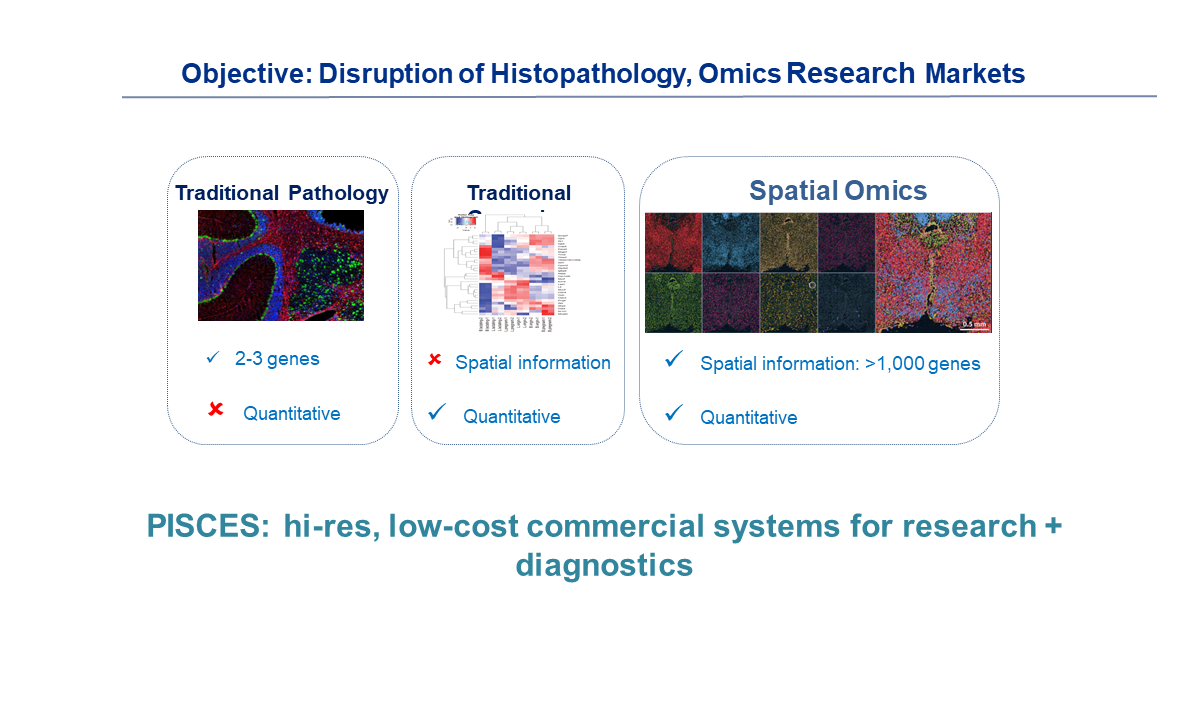 Objective: Disruption of Histopathology, Omics Research Markets
Traditional Pathology
Traditional
Spatial Omics
0.5 mm
2-3 genes
Quantitative
Spatial information
Quantitative
Spatial information: >1,000 genes
Quantitative
PISCES: hi-res, low-cost commercial systems for research +
diagnostics